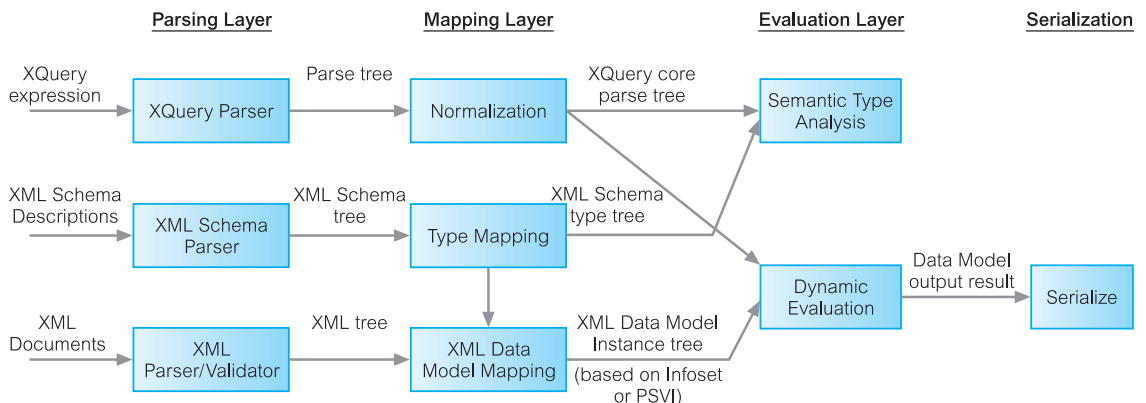 Parsing Layer
Mapping Layer
Evaluation Layer
Serialization
XQuery
expression
XQuery Parser
Parse tree
Normalization
XQuery core
parse tree
Semantic Type
Analysis
XML Schema
Descriptions
XML Schema
Parser
XML Schema
tree
Type Mapping
XML Schema
type tree
Dynamic
Evaluation
Data Model
output result
Serialize
XML
Documents
XML
Parser/Validator
XML tree
XML Data
Model Mapping
XML Data Model
Instance tree
(based on Infoset
or PSVI)